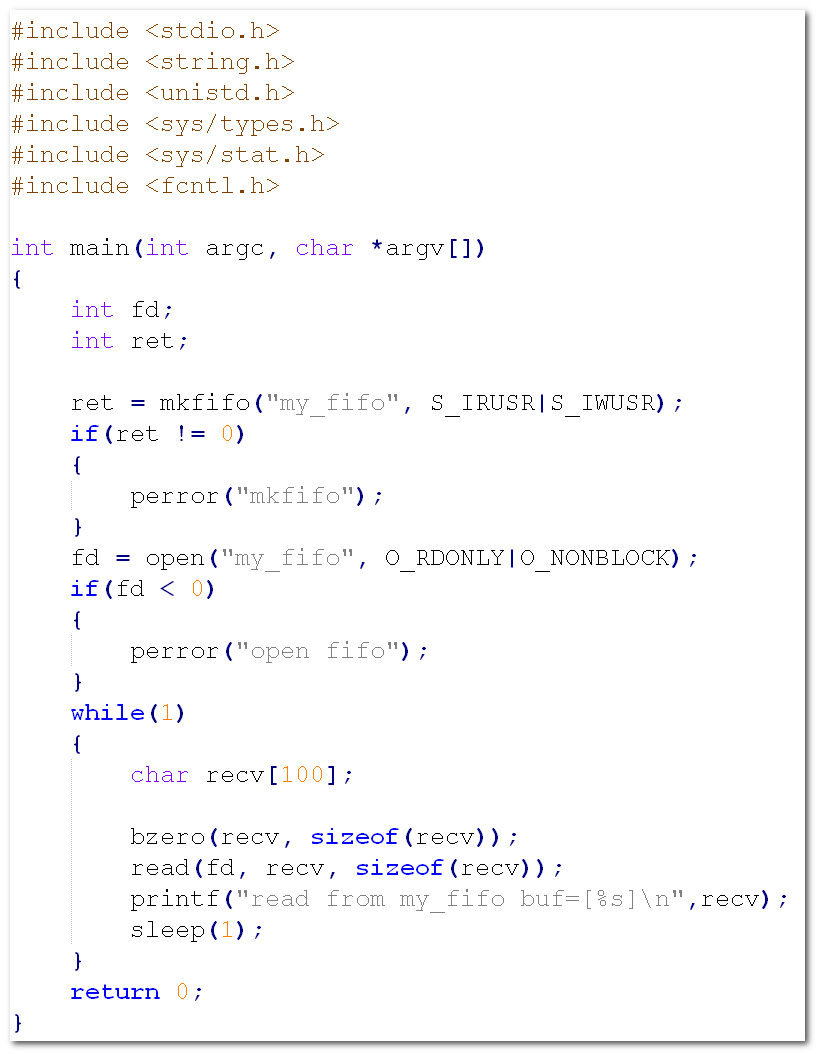 #include <stdio.h>
#include <string.h>
#include <unistd.h>
#include <sys/types.h>
#include <sys/stat.h>
#include <fcntl.h>

int main(int argc, char *argv[])
{
    int fd;
    int ret;

    ret = mkfifo("my_fifo", S_IRUSR|S_IWUSR);
    if(ret != 0)
    {
        perror("mkfifo");
    }
    fd = open("my_fifo", O_RDONLY|O_NONBLOCK);
    if(fd < 0)
    {
        perror("open fifo");
    }
    while(1)
    {
        char recv[100];

        bzero(recv, sizeof(recv));
        read(fd, recv, sizeof(recv));
        printf("read from my_fifo buf=[%s]\n",recv);
        sleep(1);
    }
    return 0;
}